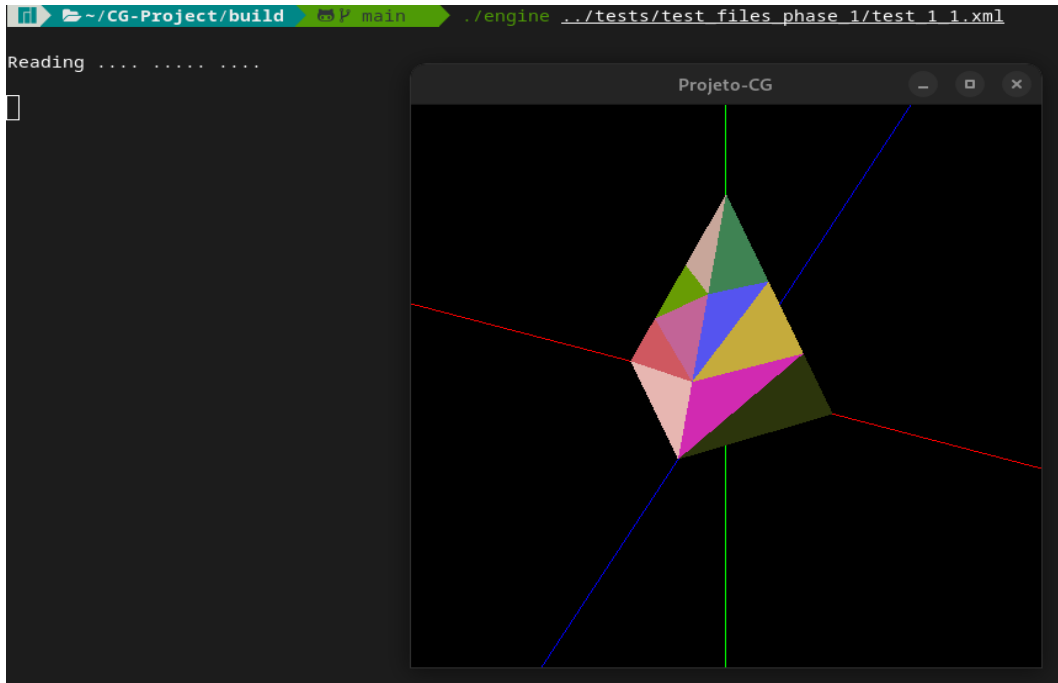 ~/CG-Project/build main ./engine ../tests/test_files_phase_1/test_1_1.xml
Reading .... ..... ....
Projeto-CG